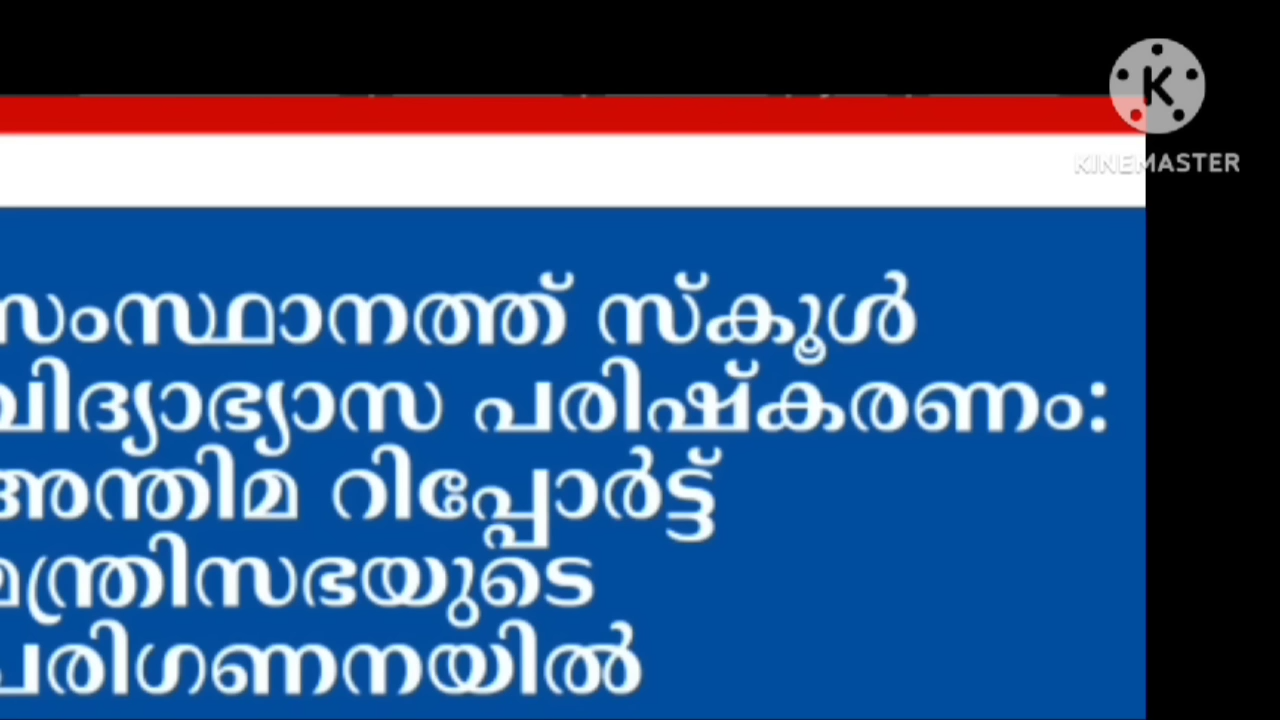 K
KINEMASTER
സംസ്ഥാനത്ത് സ്കൂൾ
വിദ്യാഭ്യാസ പരിഷ്കരണം:
അന്തിമ റിപ്പോർട്ട്
മന്ത്രിസഭയുടെ
പരിഗണനയിൽ